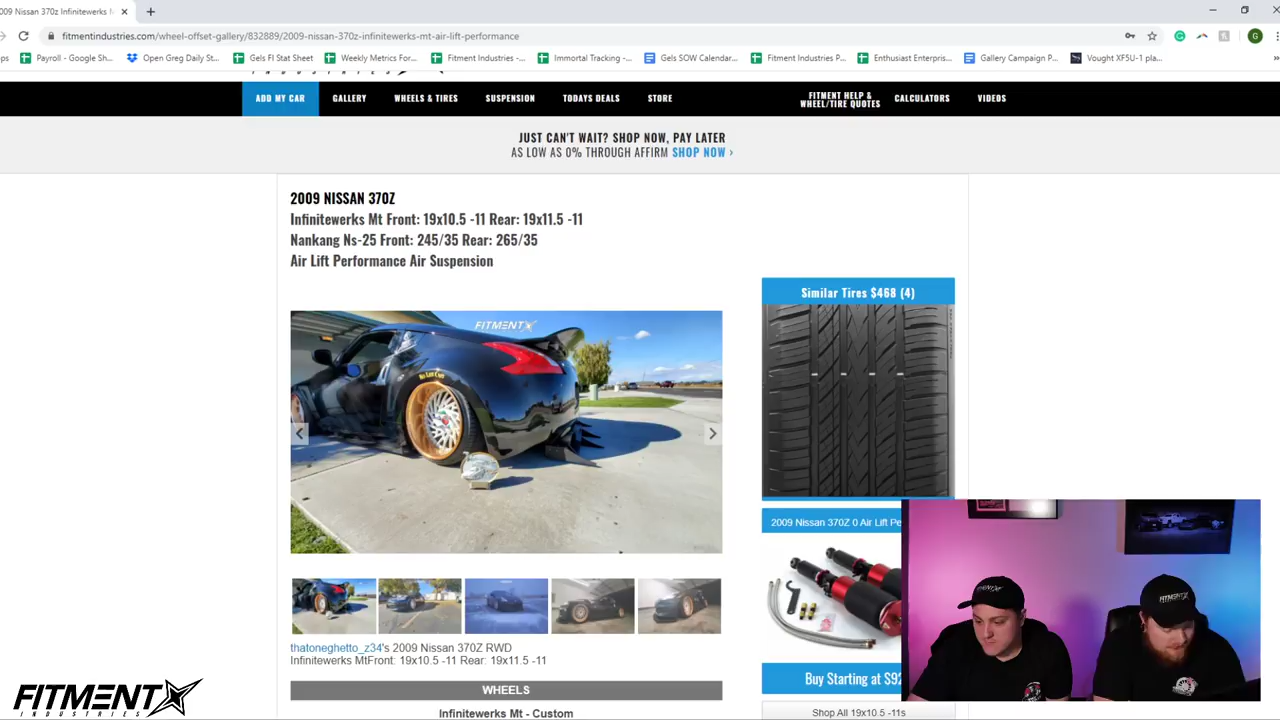 2009 Nissan 370z Infinitewerks M
fitmentindustries.com/wheel-offset-gallery/832889/2009-nissan-370z-infinitewerks-mt-air-lift-performance
G
Payroll - Google Sh...
Open Greg Daily St...
Gels FI Stat Sheet
Weekly Metrics For...
Fitment Industries -...
Immortal Tracking -...
Gels SOW Calendar...
Fitment Industries P...
Enthusiast Enterpris...
Gallery Campaign P...
Vought XF5U-1 pla...
ADD MY CAR
GALLERY
WHEELS & TIRES
SUSPENSION
TODAYS DEALS
STORE
FITMENT HELP &
WHEEL/TIRE QUOTES
CALCULATORS
VIDEOS
JUST CAN'T WAIT? SHOP NOW, PAY LATER
AS LOW AS 0% THROUGH AFFIRM SHOP NOW ›
2009 NISSAN 370Z
Infinitewerks Mt Front: 19x10.5 -11 Rear: 19x11.5 -11
Nankang Ns-25 Front: 245/35 Rear: 265/35
Air Lift Performance Air Suspension
FITMENT
Similar Tires $468 (4)
2009 Nissan 370Z 0 Air Lift Pe
Buy Starting at $92
Shop All 19x10.5 -11s
thatoneghetto_z34's 2009 Nissan 370Z RWD
Infinitewerks MtFront: 19x10.5 -11 Rear: 19x11.5 -11
WHEELS
Infinitewerks Mt - Custom
FITMENT
INDUSTRIES